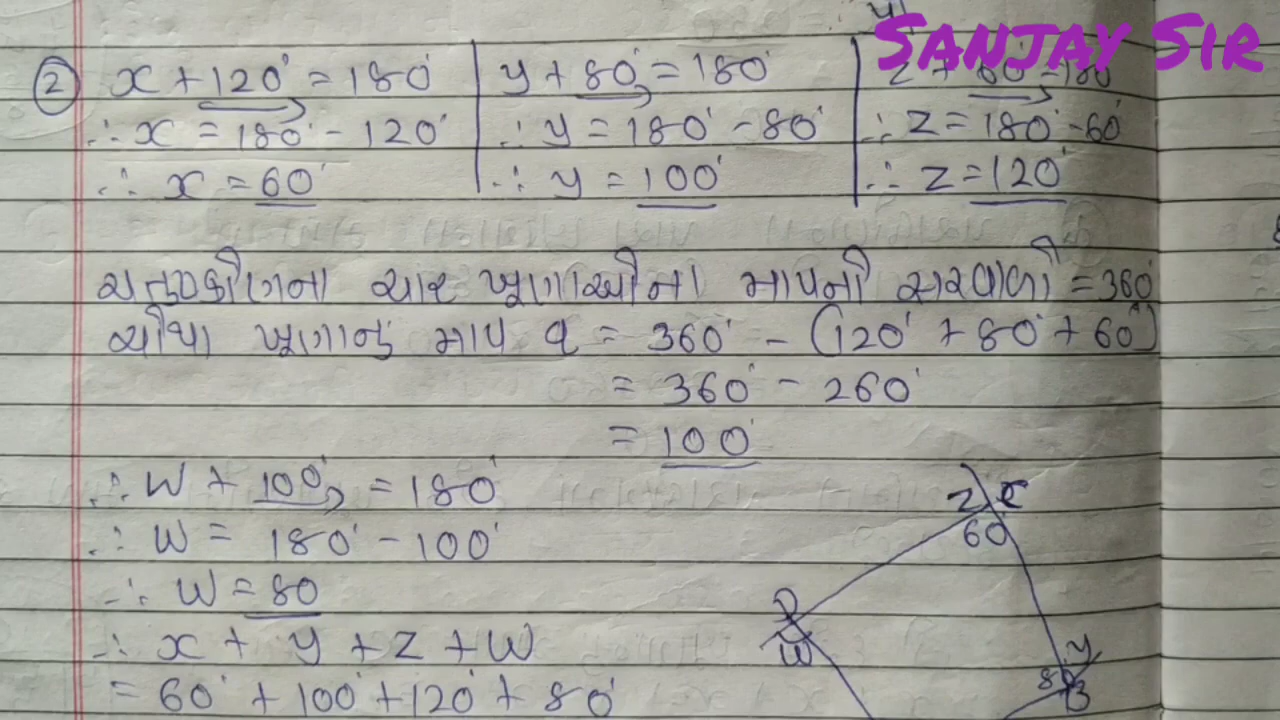 SANJAY SIR
② x + 120° = 180° | y + 80° = 180° | z + 60° = 180°
∴ x = 180° - 120° | ∴ y = 180° - 80° | ∴ z = 180° - 60°
∴ x = 60° | ∴ y = 100° | ∴ z = 120°
ચતુષ્કોણના ચાર ખૂણાઓના માપનો સરવાળો = 360°
ચોથા ખૂણાનું માપ q = 360° - (120° + 80° + 60°)
= 360° - 260°
= 100°
∴ w + 100° = 180°
∴ w = 180° - 100°
∴ w = 80
∴ x + y + z + w
= 60° + 100° + 120° + 80°
Z C
60°
D
w
y
80
B